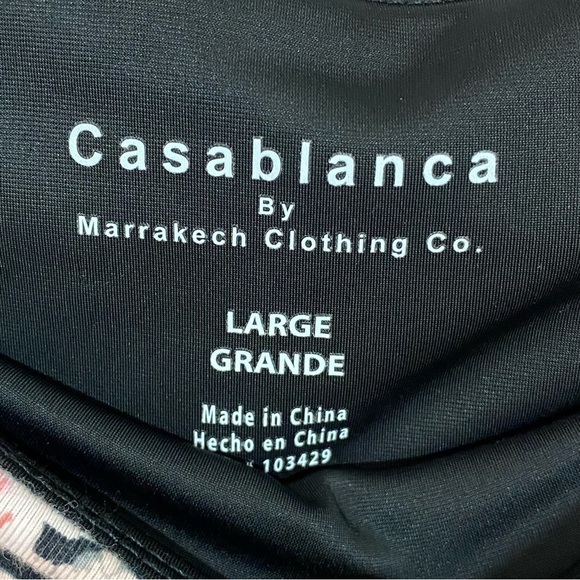 Casablanca
By
Marrakech Clothing Co.
LARGE
GRANDE
Made in China
Hecho en China
103429